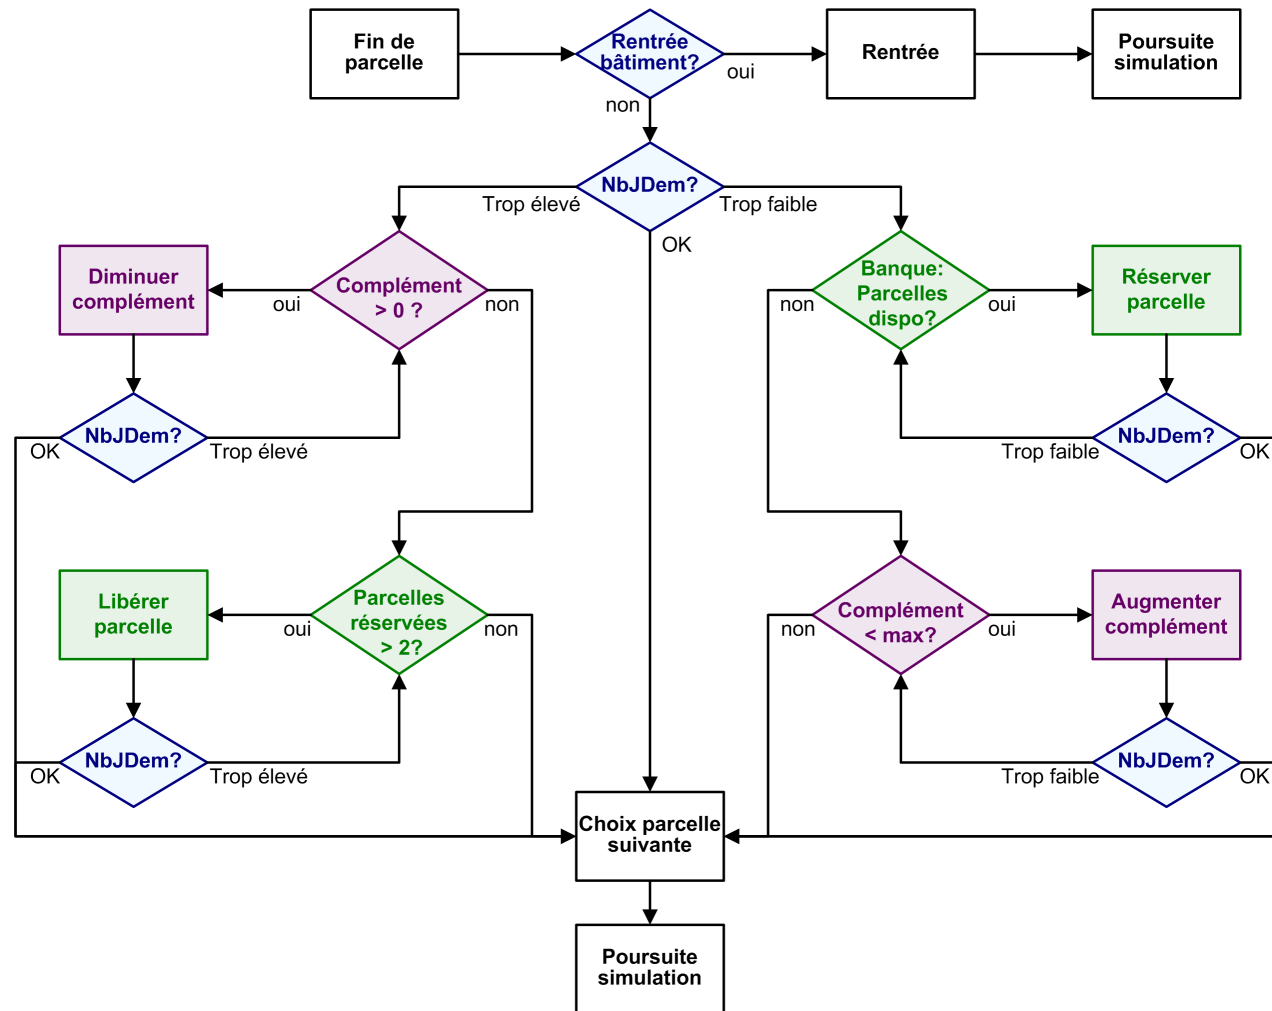 Fin de
parcelle
Rentrée
bâtiment?
oui
non
Rentrée
Poursuite
simulation
NbJDem?
Trop élevé
Trop faible
OK
Diminuer
complément
oui
Complément
> 0 ?
non
non
Banque:
Parcelles
dispo?
oui
Réserver
parcelle
OK
NbJDem?
Trop élevé
Trop faible
NbJDem?
OK
Libérer
parcelle
oui
Parcelles
réservées
> 2?
non
non
Complément
< max?
oui
Augmenter
complément
OK
NbJDem?
Trop élevé
Trop faible
NbJDem?
OK
Choix parcelle
suivante
Poursuite
simulation